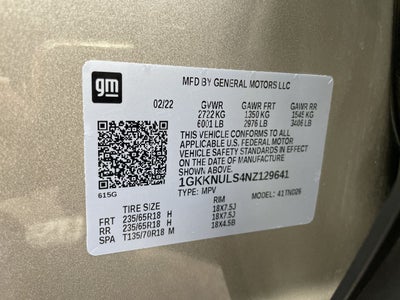 gm
MFD BY GENERAL MOTORS LLC
02/22 GVWR GAWR FRT GAWR RR
2722 KG 1350 KG 1545 KG
6001 LB 2976 LB 3406 LB
THIS VEHICLE CONFORMS TO ALL
APPLICABLE U.S. FEDERAL MOTOR
VEHICLE SAFETY STANDARDS IN EFFECT
ON THE DATE OF MANUFACTURE
SHOWN ABOVE.
1GKKNULS4NZ129641
615G TYPE: MPV MODEL: 41TND26
TIRE SIZE RIM
FRT 235/65R18 H 18X7.5J
RR 235/65R18 H 18X7.5J
SPA T135/70R18 M 18X4.5B